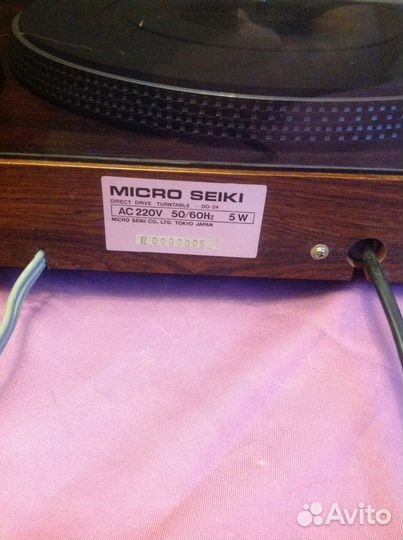 MICRO SEIKI
DIRECT DRIVE TURNTABLE DD-24
AC 220V 50/60Hz 5W
MICRO SEIKI CO., LTD. TOKYO JAPAN
E 0000005
Avito